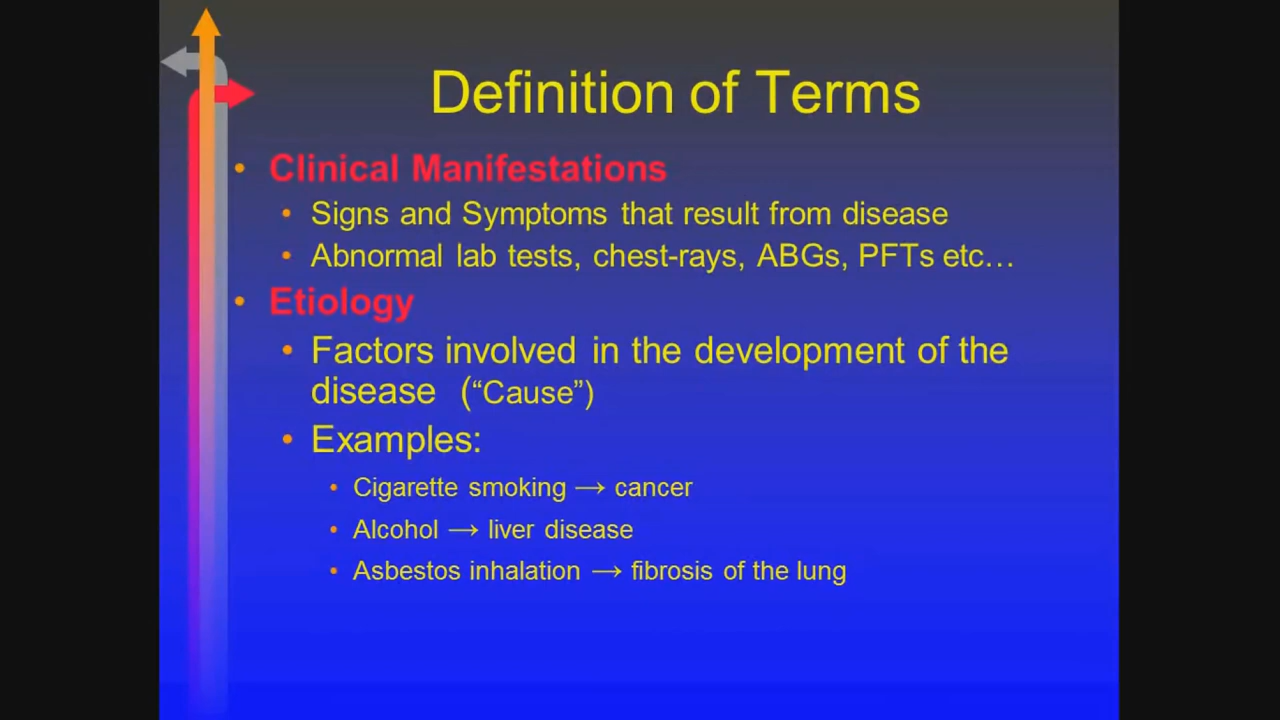 Definition of Terms
• Clinical Manifestations
• Signs and Symptoms that result from disease
• Abnormal lab tests, chest-rays, ABGs, PFTs etc…
• Etiology
• Factors involved in the development of the
disease (“Cause”)
• Examples:
• Cigarette smoking → cancer
• Alcohol → liver disease
• Asbestos inhalation → fibrosis of the lung